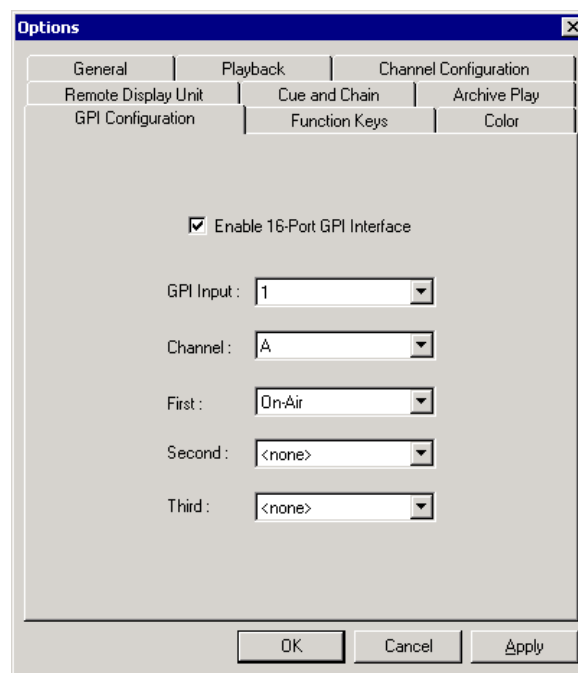 Options
General Playback Channel Configuration
Remote Display Unit Cue and Chain Archive Play
GPI Configuration Function Keys Color
Enable 16-Port GPI Interface
GPI Input : 1
Channel : A
First : On-Air
Second : <none>
Third : <none>
OK Cancel Apply